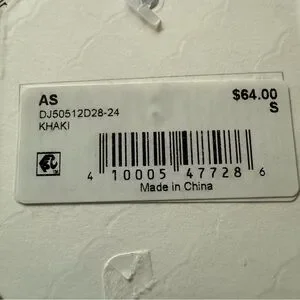 AS $64.00
DJ50512D28-24 S
KHAKI
4 10005 47728 6
Made in China